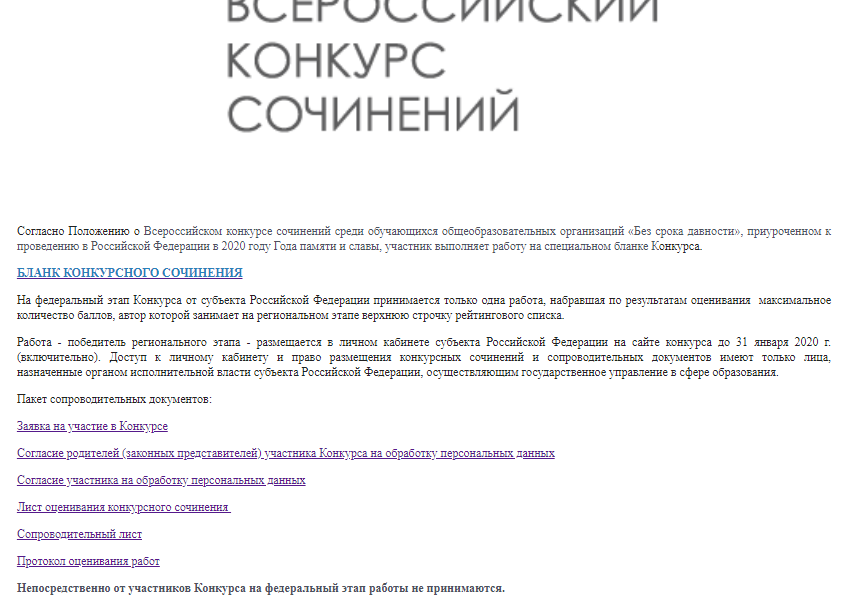 ВСЕРОССИЙСКИЙ
КОНКУРС
СОЧИНЕНИЙ
Согласно Положению о Всероссийском конкурсе сочинений среди обучающихся общеобразовательных организаций «Без срока давности», приуроченном к
проведению в Российской Федерации в 2020 году Года памяти и славы, участник выполняет работу на специальном бланке Конкурса.
БЛАНК КОНКУРСНОГО СОЧИНЕНИЯ
На федеральный этап Конкурса от субъекта Российской Федерации принимается только одна работа, набравшая по результатам оценивания максимальное
количество баллов, автор которой занимает на региональном этапе верхнюю строчку рейтингового списка.
Работа - победитель регионального этапа - размещается в личном кабинете субъекта Российской Федерации на сайте конкурса до 31 января 2020 г.
(включительно). Доступ к личному кабинету и право размещения конкурсных сочинений и сопроводительных документов имеют только лица,
назначенные органом исполнительной власти субъекта Российской Федерации, осуществляющим государственное управление в сфере образования.
Пакет сопроводительных документов:
Заявка на участие в Конкурсе
Согласие родителей (законных представителей) участника Конкурса на обработку персональных данных
Согласие участника на обработку персональных данных
Лист оценивания конкурсного сочинения
Сопроводительный лист
Протокол оценивания работ
Непосредственно от участников Конкурса на федеральный этап работы не принимаются.